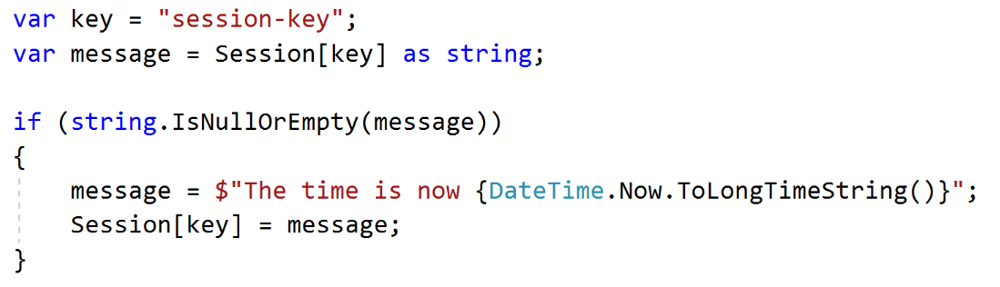 var key = "session-key";
var message = Session[key] as string;
if (string.IsNullOrEmpty(message))
{
message = $"The time is now {DateTime.Now.ToLongTimeString()}";
Session[key] = message;
}